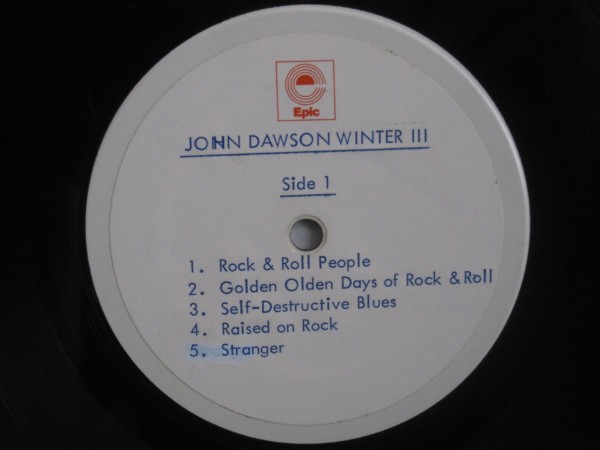 Epic
JOHN DAWSON WINTER III
Side 1
1. Rock & Roll People
2. Golden Olden Days of Rock & Roll
3. Self-Destructive Blues
4. Raised on Rock
5. Stranger